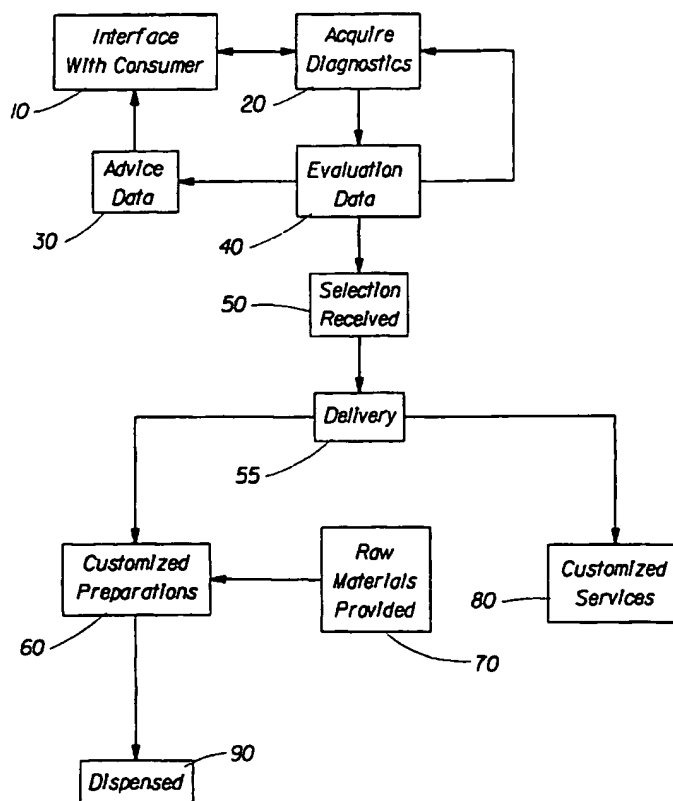 Interface
With Consumer
10
Acquire
Diagnostics
20
Advice
Data
30
Evaluation
Data
40
Selection
Received
50
Delivery
55
Customized
Preparations
60
Raw
Materials
Provided
70
Customized
Services
80
Dispensed
90